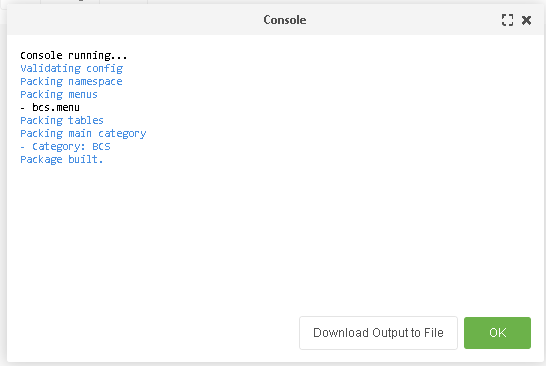 Console
Console running...
Validating config
Packing namespace
Packing menus
- bcs.menu
Packing tables
Packing main category
- Category: BCS
Package built.
Download Output to File
OK